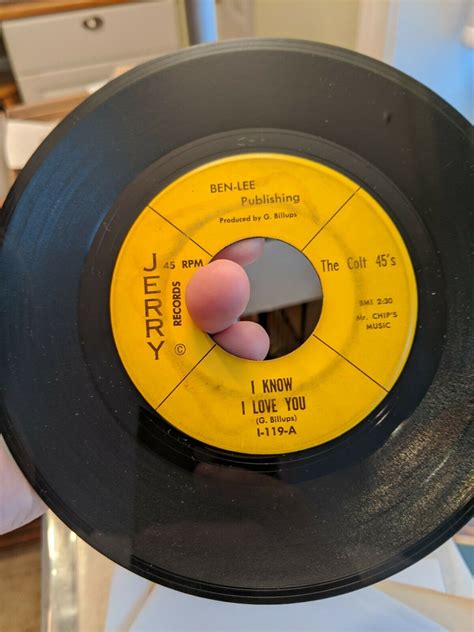 BEN-LEE
Publishing
Produced by G. Billups
45 RPM
JERRY
RECORDS
©
The Colt 45's
BMI 2:30
Mr. CHIP'S
MUSIC
I KNOW
I LOVE YOU
(G. Billups)
I-119-A